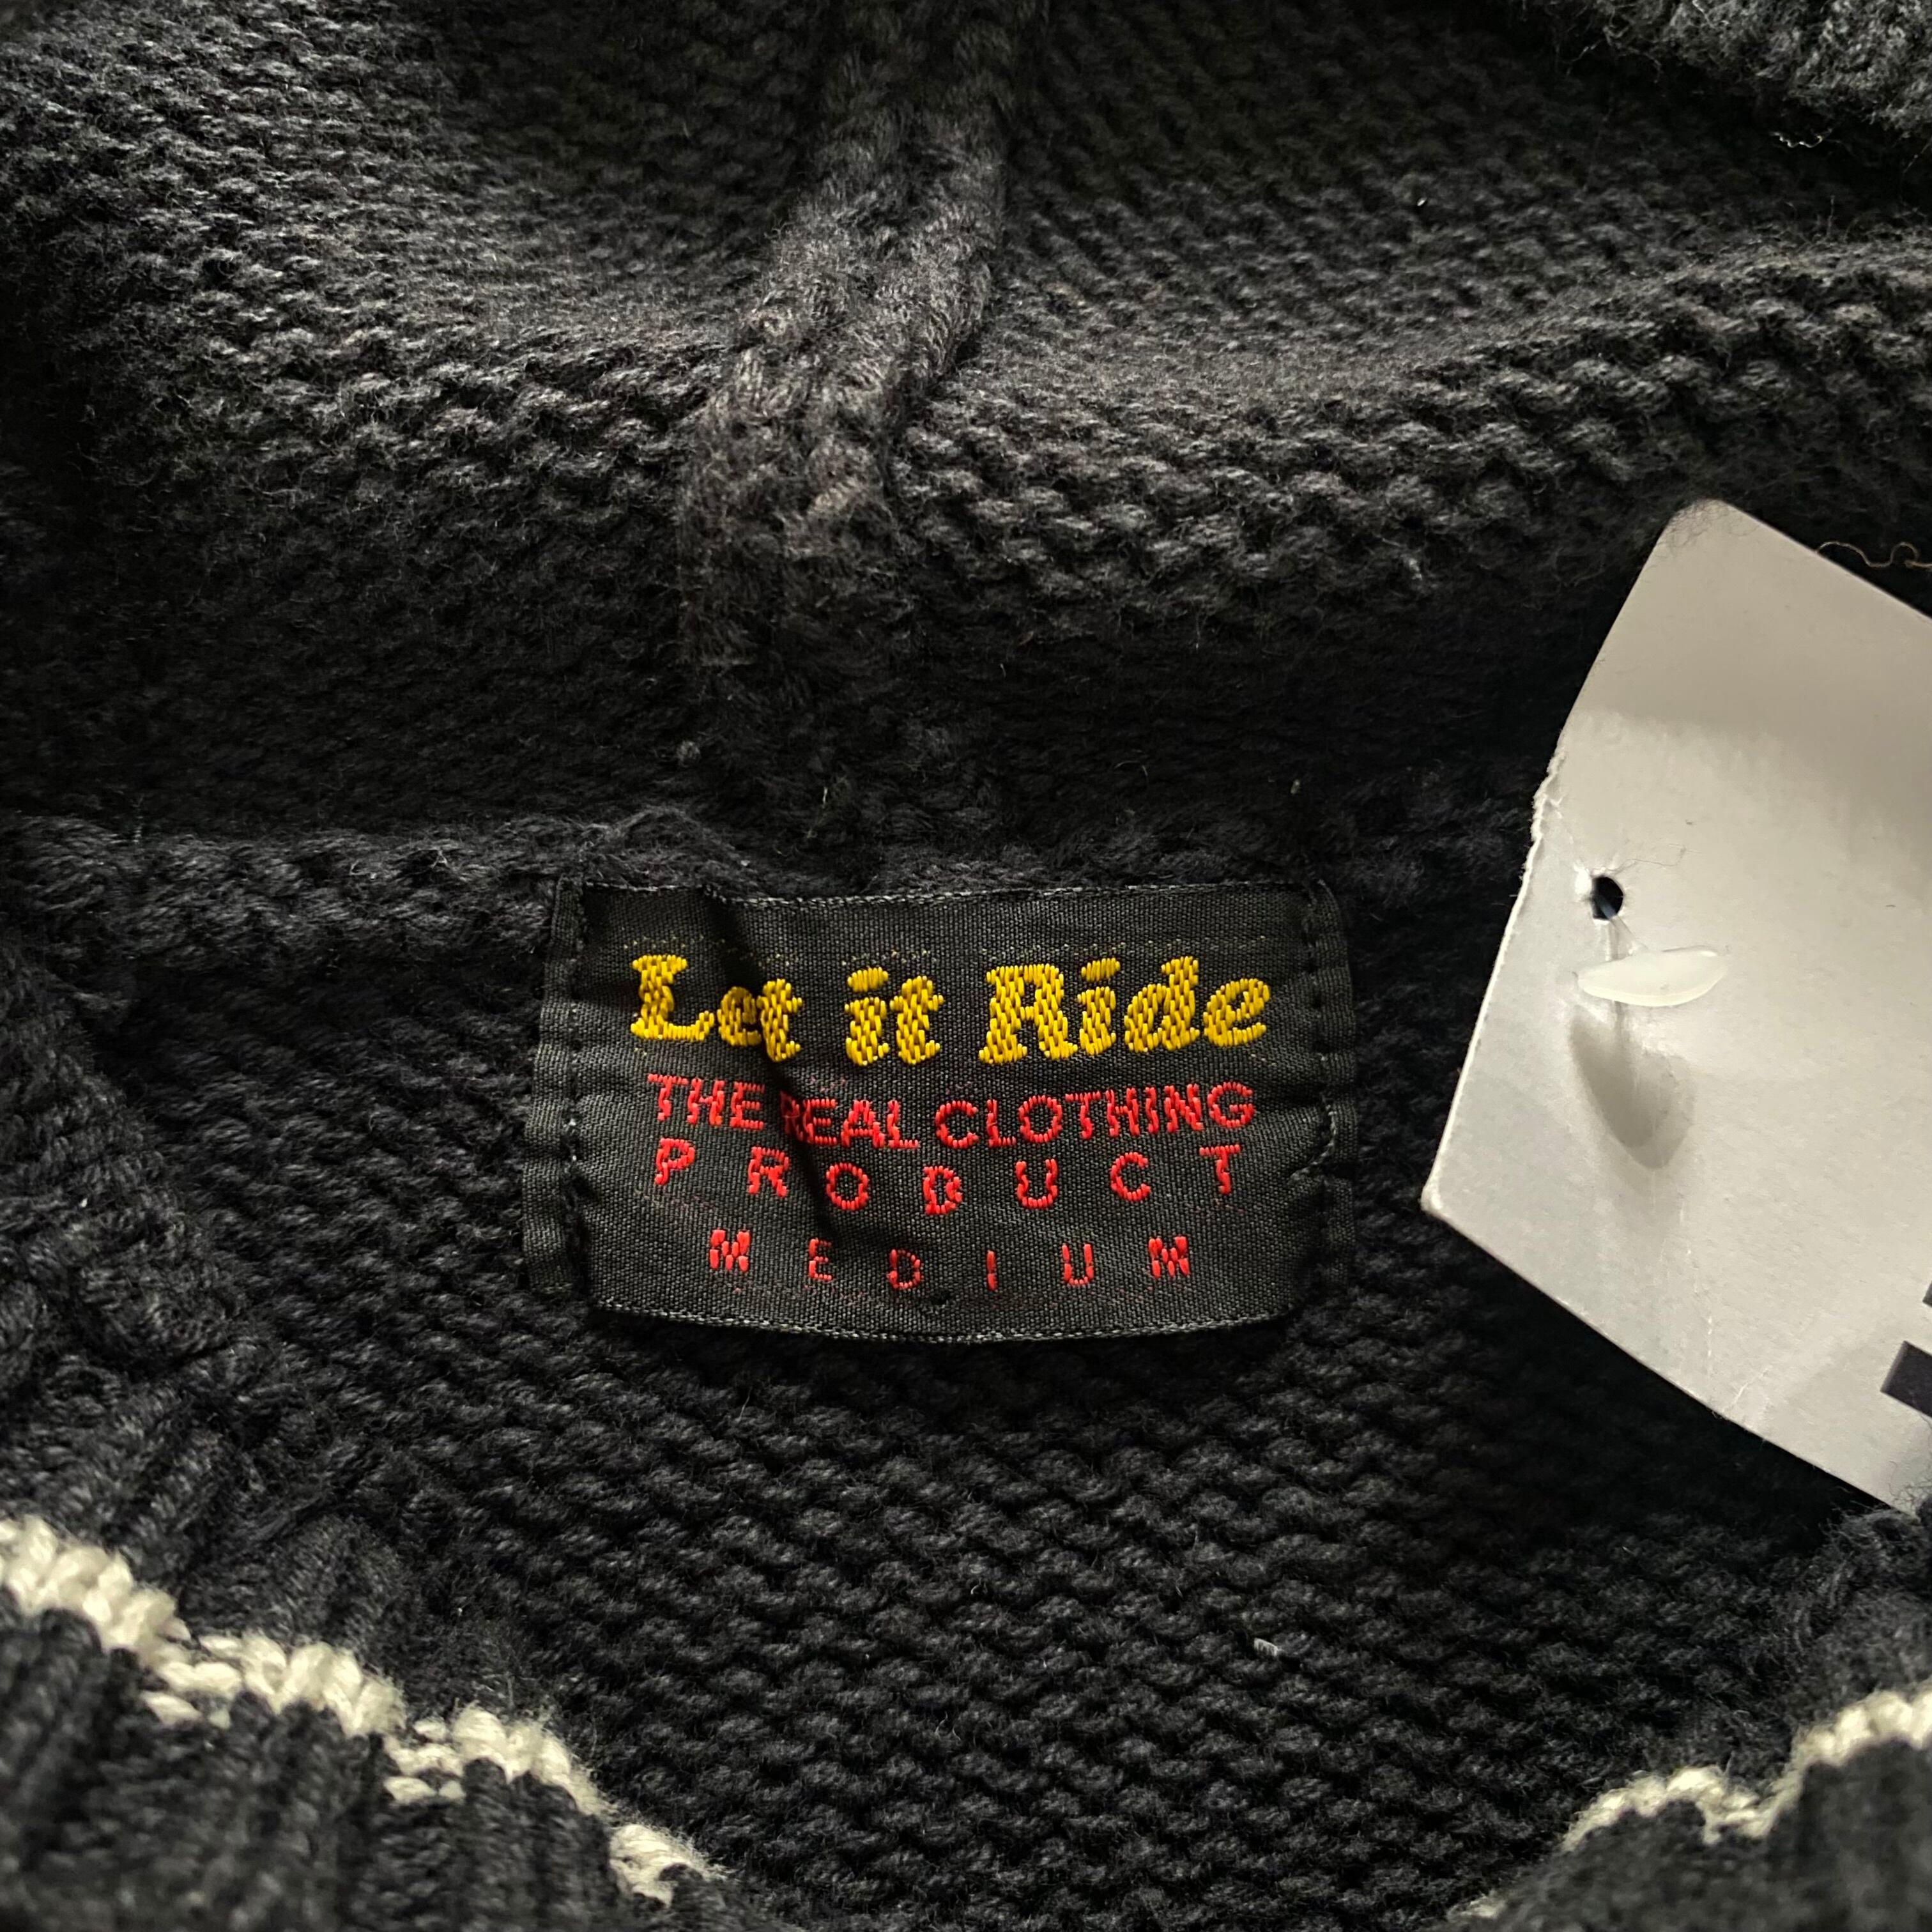 Let it Ride
THE REAL CLOTHING
PRODUCT
MEDIUM